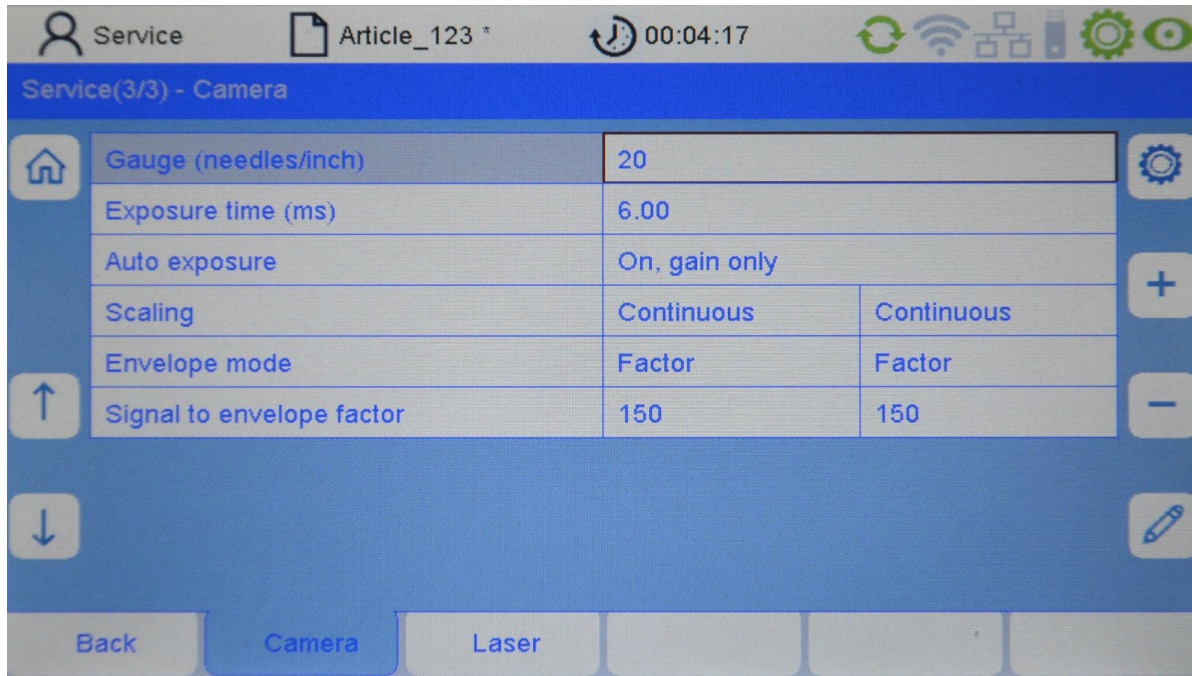 Service Article_123 * 00:04:17
Service(3/3) - Camera
Gauge (needles/inch) 20
Exposure time (ms) 6.00
Auto exposure On, gain only
Scaling Continuous Continuous
Envelope mode Factor Factor
Signal to envelope factor 150 150
Back Camera Laser